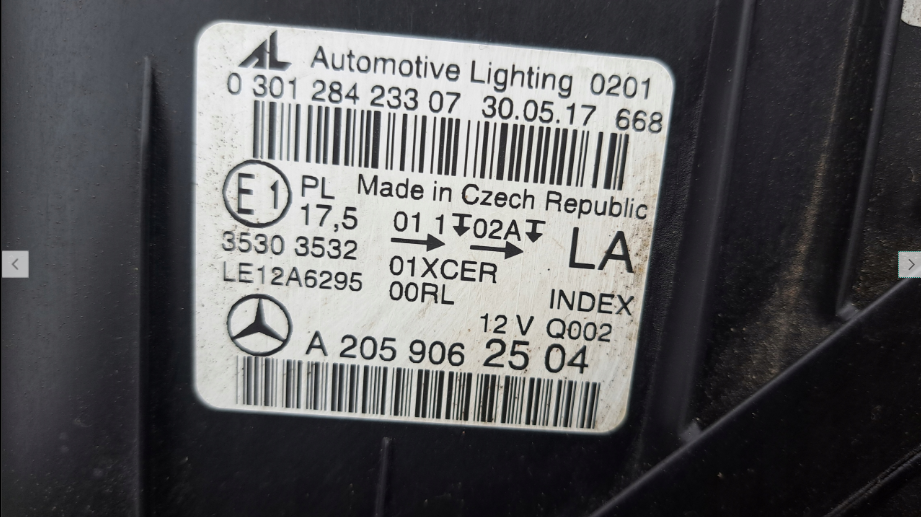 AL Automotive Lighting 0201
0 301 284 233 07 30.05.17 668
E1 PL Made in Czech Republic
17,5 01 1 02A LA
3530 3532 01XCER
LE12A6295 00RL INDEX
12 V Q002
A 205 906 25 04